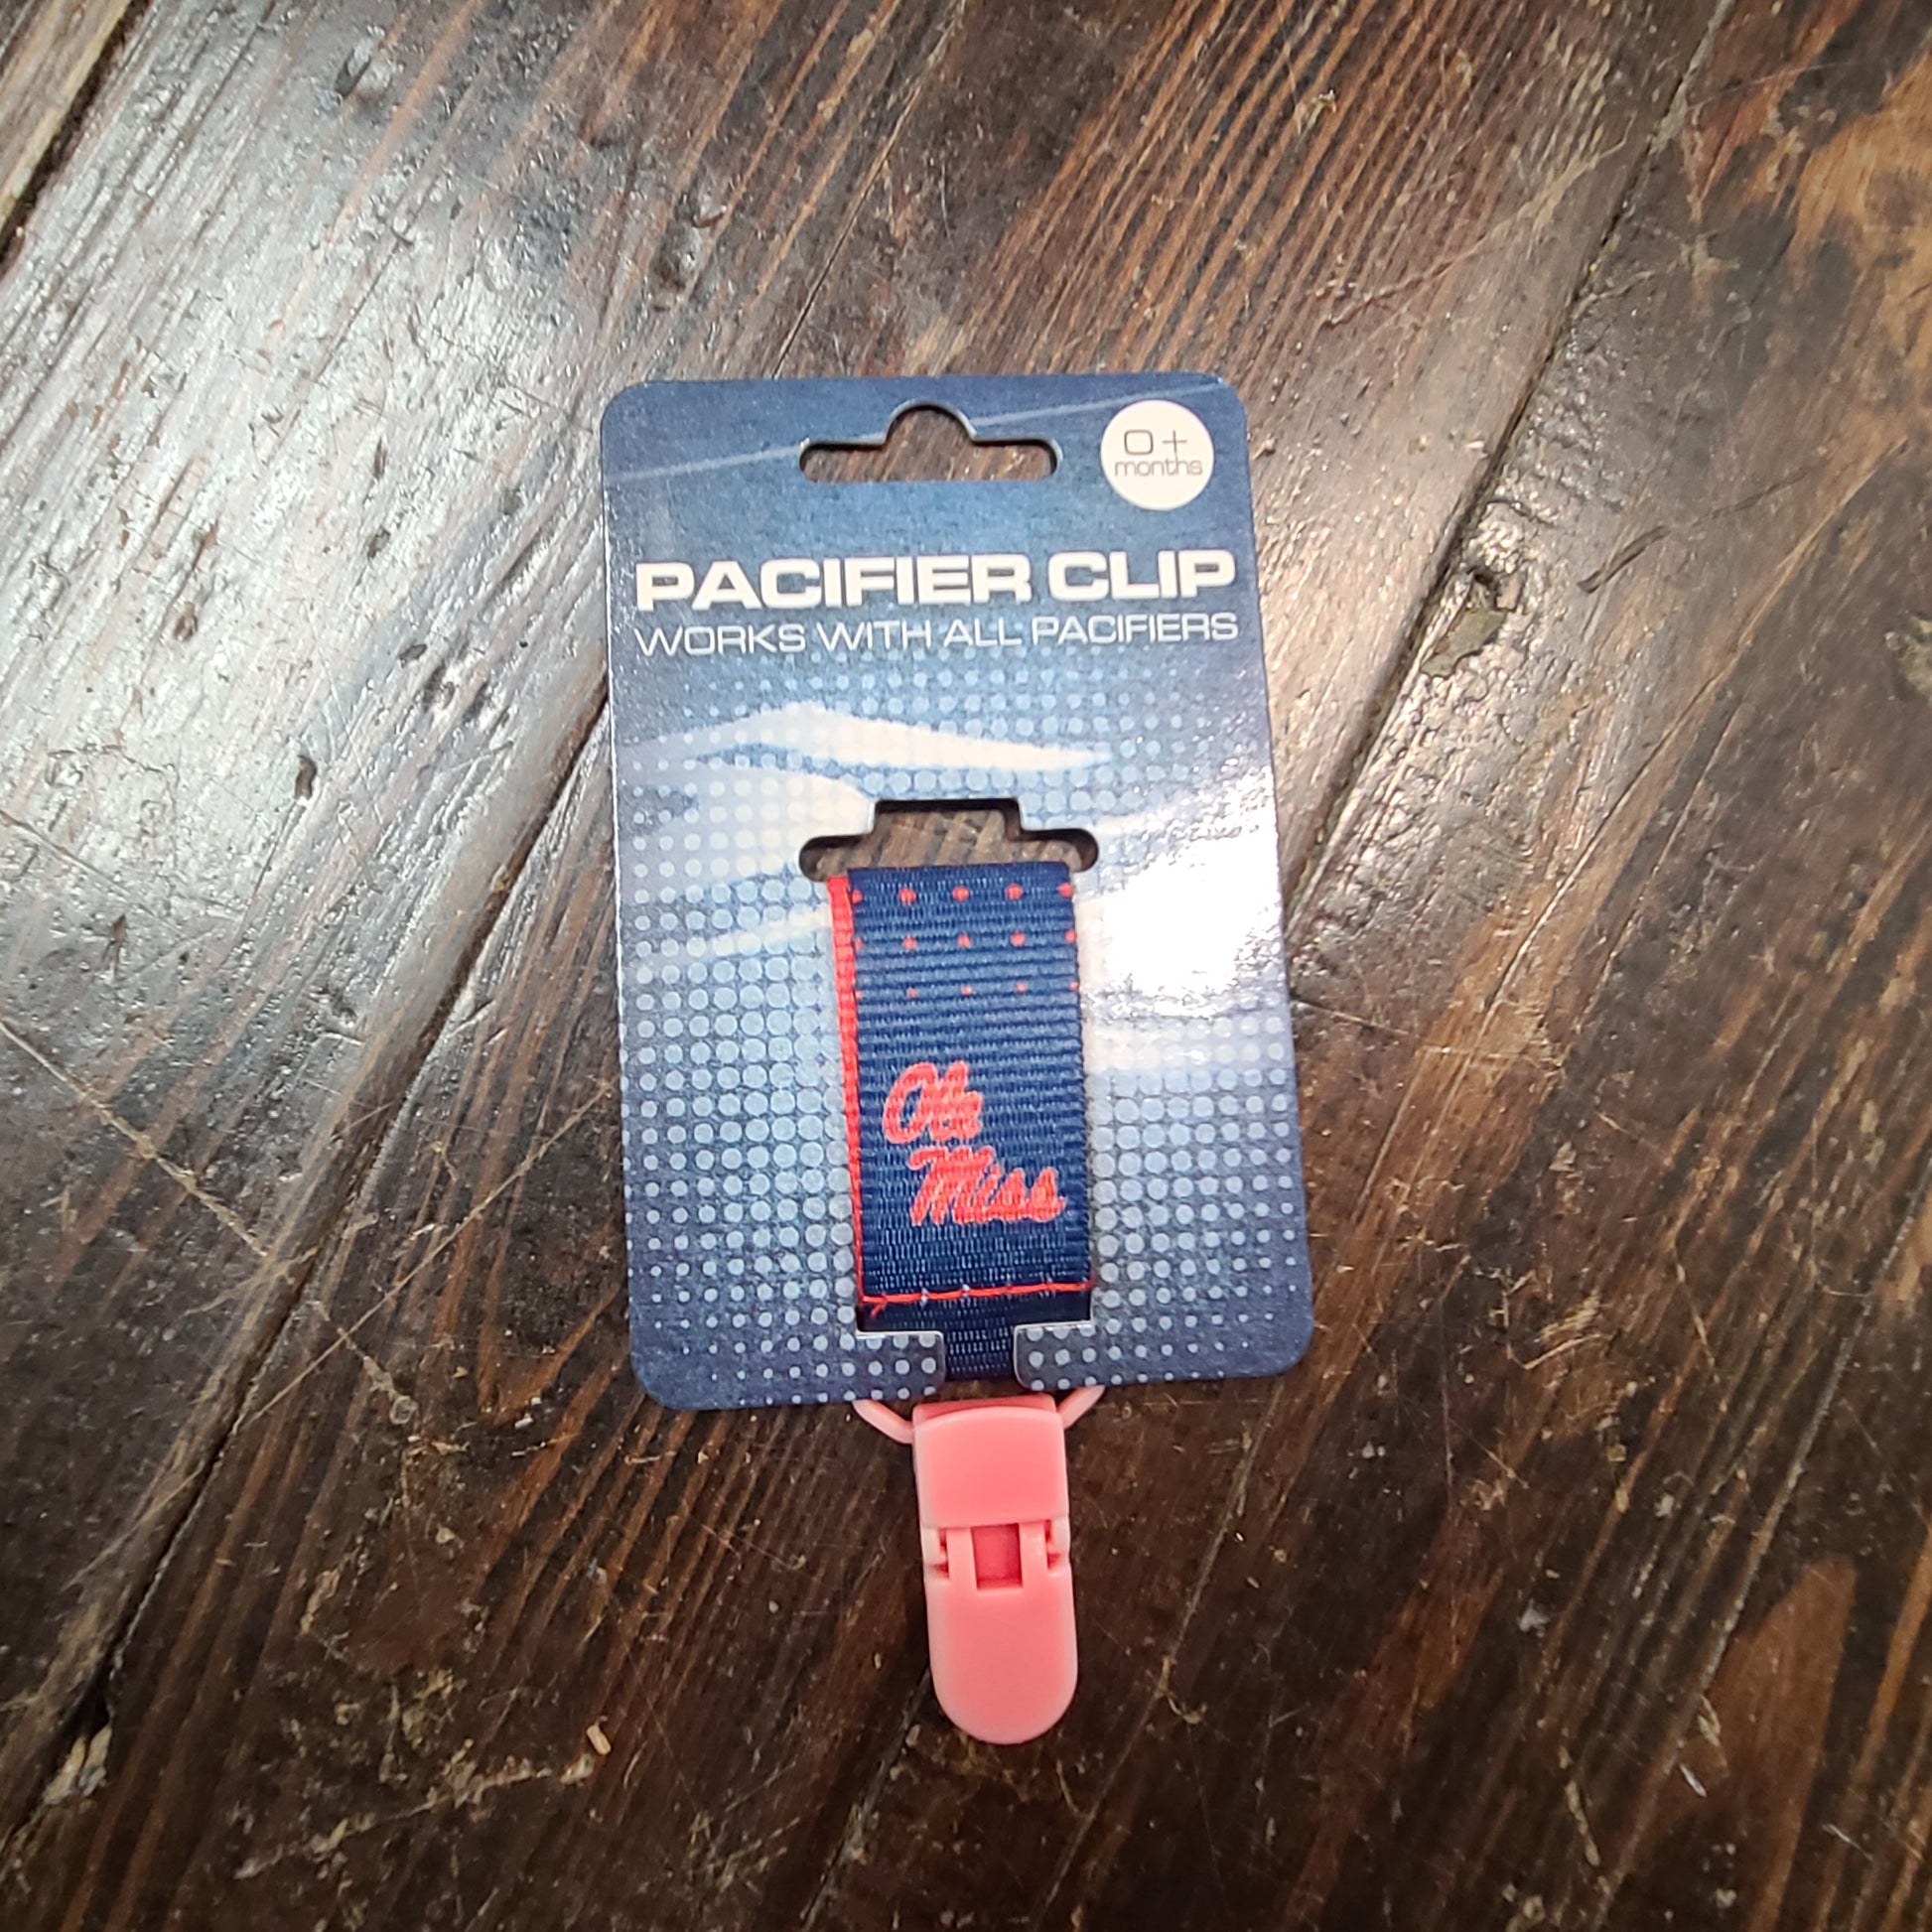 0+
months
PACIFIER CLIP
WORKS WITH ALL PACIFIERS
Ole
Miss